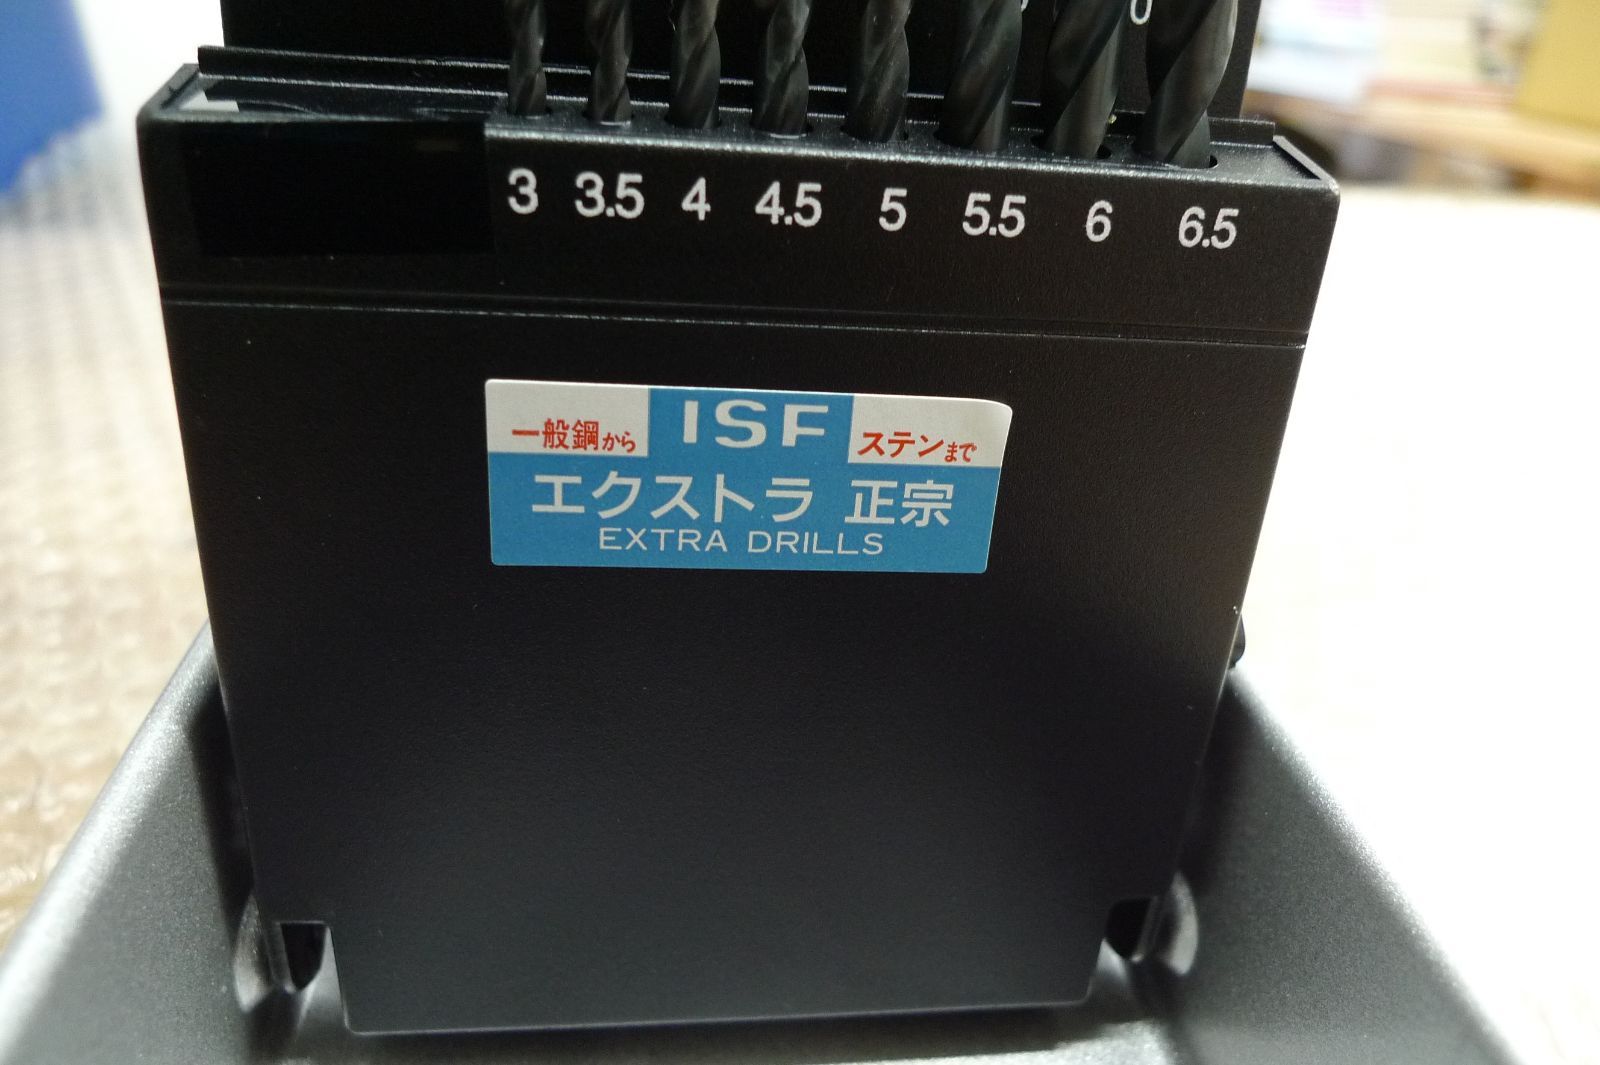 3 3.5 4 4.5 5 5.5 6 6.5
一般鋼から ISF ステンまで
エクストラ 正宗
EXTRA DRILLS